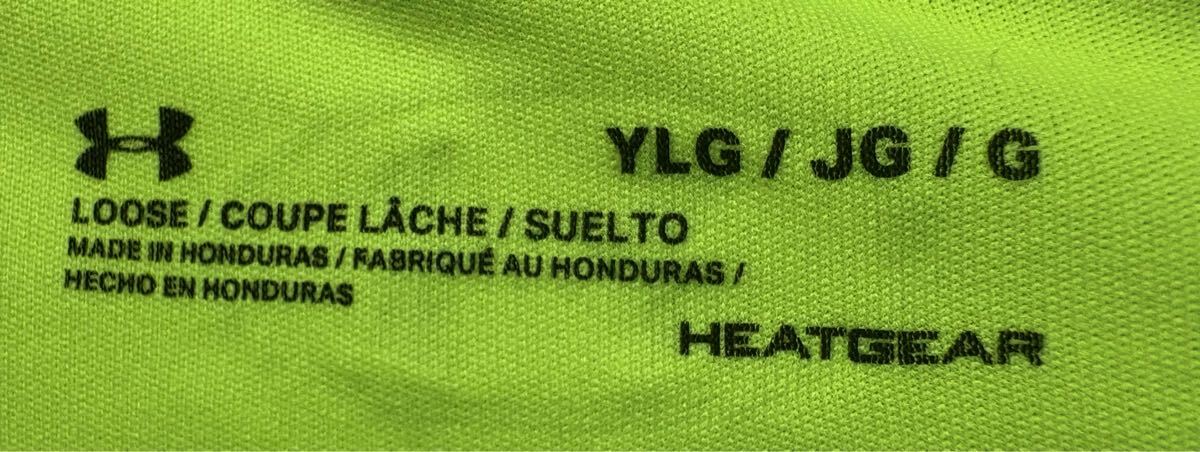 YLG / JG / G
LOOSE / COUPE LÂCHE / SUELTO
MADE IN HONDURAS / FABRIQUÉ AU HONDURAS /
HECHO EN HONDURAS
HEATGEAR